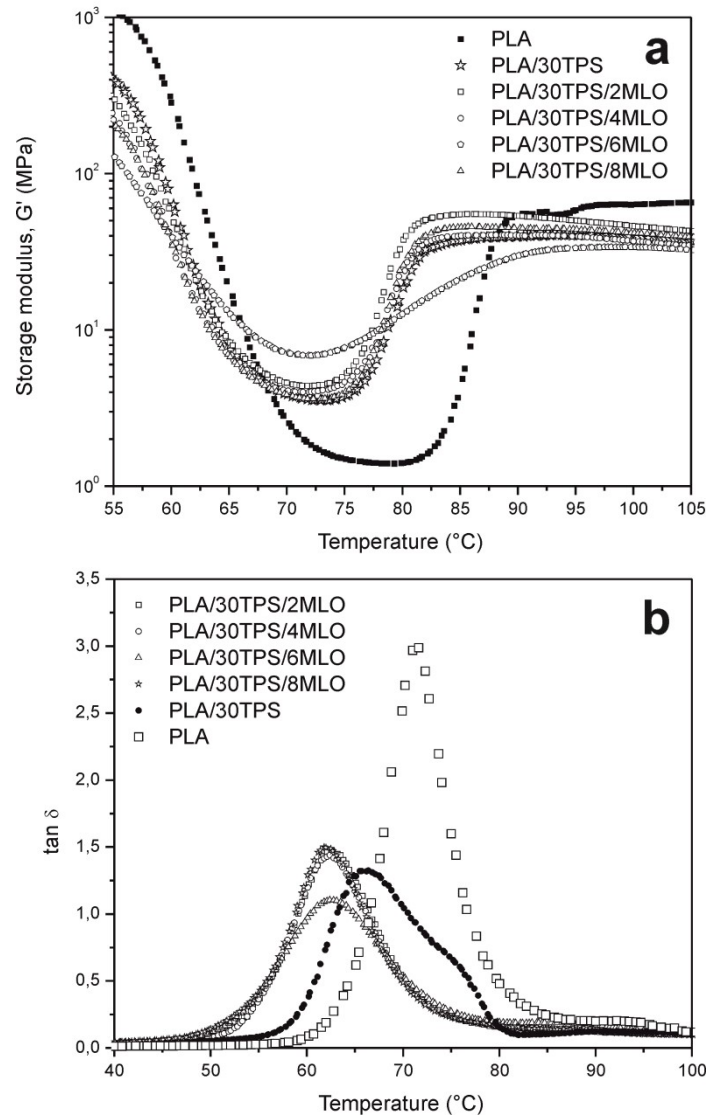 10³
10²
10¹
10⁰
Storage modulus, G' (MPa)
PLA
PLA/30TPS
PLA/30TPS/2MLO
PLA/30TPS/4MLO
PLA/30TPS/6MLO
PLA/30TPS/8MLO
a
55 60 65 70 75 80 85 90 95 100 105
Temperature (°C)
3,5
3,0
2,5
2,0
1,5
1,0
0,5
0,0
tan δ
PLA/30TPS/2MLO
PLA/30TPS/4MLO
PLA/30TPS/6MLO
PLA/30TPS/8MLO
PLA/30TPS
PLA
b
40 50 60 70 80 90 100
Temperature (°C)